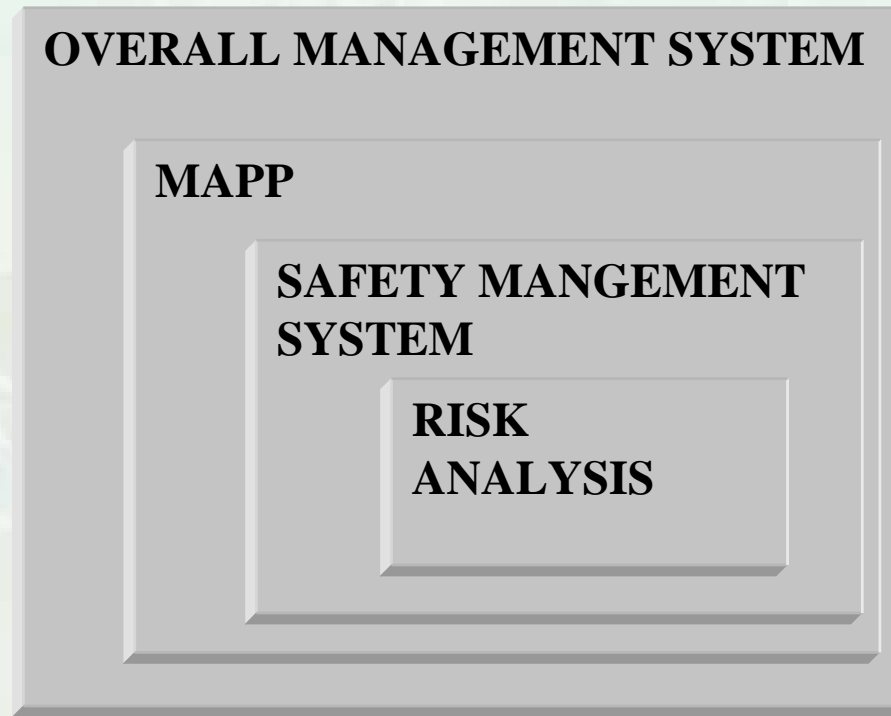 OVERALL MANAGEMENT SYSTEM
MAPP
SAFETY MANGEMENT
SYSTEM
RISK
ANALYSIS